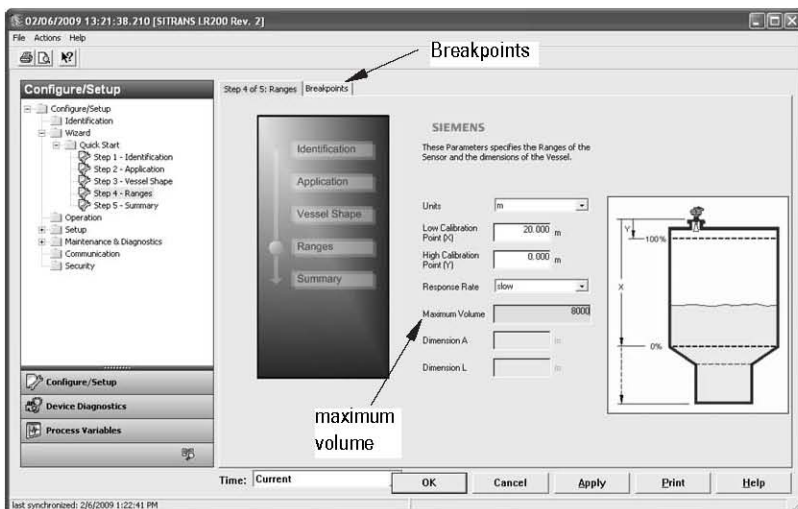 02/06/2009 13:21:38.210 [SITRANS LR200 Rev. 2]
File Actions Help
Breakpoints
Configure/Setup
Configure/Setup
Identification
Wizard
Quick Start
Step 1 - Identification
Step 2 - Application
Step 3 - Vessel Shape
Step 4 - Ranges
Step 5 - Summary
Operation
Setup
Maintenance & Diagnostics
Communication
Security
Configure/Setup
Device Diagnostics
Process Variables
Step 4 of 5: Ranges Breakpoints
Identification
Application
Vessel Shape
Ranges
Summary
SIEMENS
These Parameters specifies the Ranges of the
Sensor and the dimensions of the Vessel.
Units m
Low Calibration
Point (X) 20.000 m
High Calibration
Point (Y) 0.000 m
Response Rate slow
Maximum Volume 8000
Dimension A m
Dimension L m
Y
100%
X
0%
maximum
volume
Time: Current OK Cancel Apply Print Help
last synchronized: 2/6/2009 1:22:41 PM